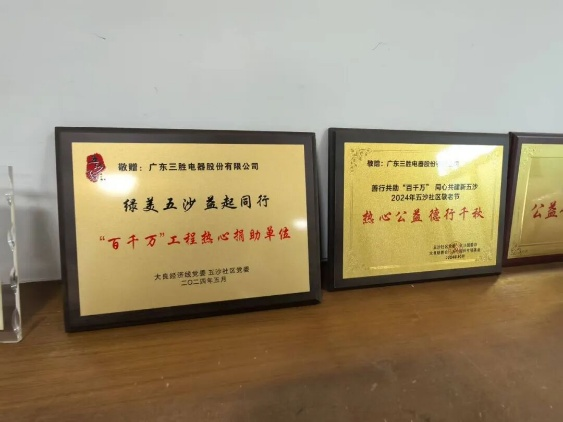 敬赠：广东三胜电器股份有限公司
绿美五沙 益起同行
“百千万”工程热心捐助单位
大良经济线党委 五沙社区党委
二〇二四年五月
敬赠：广东三胜电器股份有限公司
善行共助“百千万” 同心共建新五沙
2024年五沙社区敬老节
热心公益 德行千秋
公益